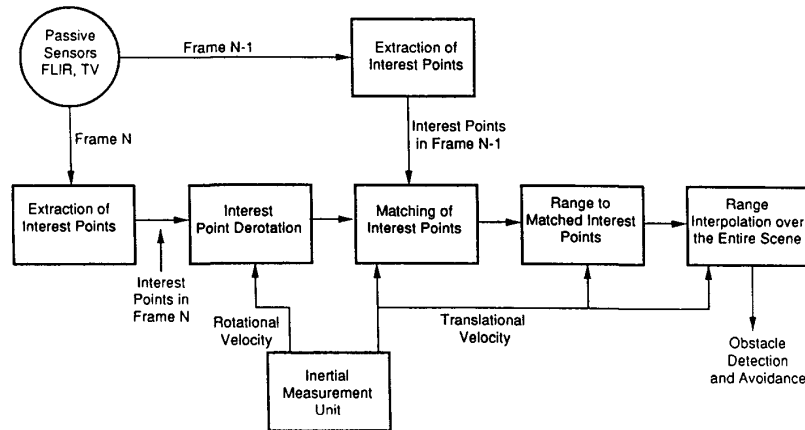 Passive
Sensors
FLIR, TV
Frame N-1
Extraction of
Interest Points
Frame N
Interest Points
in Frame N-1
Extraction of
Interest Points
Interest
Point Derotation
Matching of
Interest Points
Range to
Matched Interest
Points
Range
Interpolation over
the Entire Scene
Interest
Points in
Frame N
Rotational
Velocity
Translational
Velocity
Inertial
Measurement
Unit
Obstacle
Detection
and Avoidance